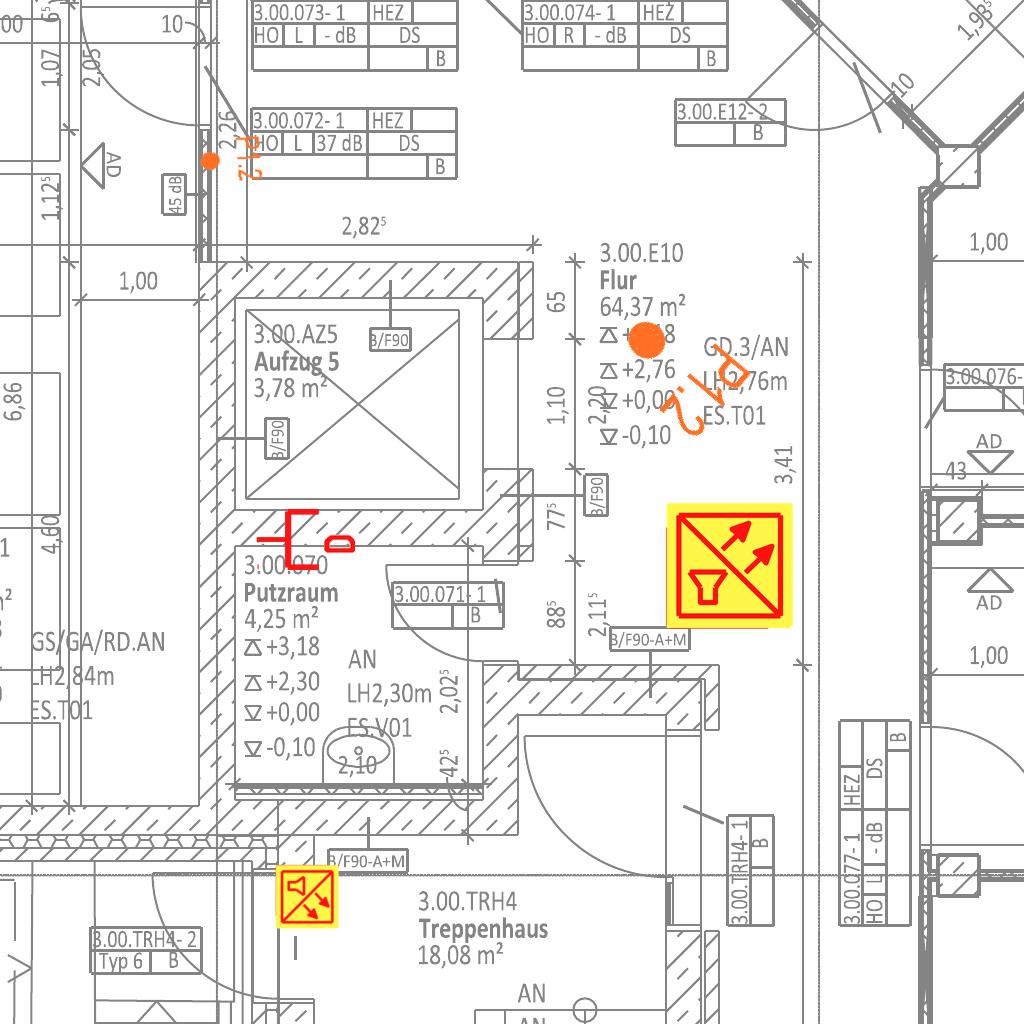 3.00.073- 1 HEZ
HO L - dB DS
B
3.00.074- 1 HEZ
HO R - dB DS
B
10
1,07
2,05
2,26
3.00.072- 1 HEZ
HO L 37 dB DS
B
P1.2
3.00.E12- 2
B
1,93⁵
10
AD
1,12⁵
45 dB
2,82⁵
1,00
1,00
3.00.E10
Flur
64,37 m²
+2,76
-0,10
GD.3/AN
LH2,76m
ES.T01
P1.2
65
1,10
2,20
77⁵
88⁵
2,11⁵
3,41
3.00.AZ5
Aufzug 5
3,78 m²
B/F90
B/F90
B/F90
6,86
4,60
3.00.076-
AD
43
AD
1,00
3.00.070
Putzraum
4,25 m²
+3,18
+2,30
+0,00
-0,10
AN
LH2,30m
ES.V01
2,10
2,02⁵
42⁵
3.00.071- 1
B
B/F90-A+M
GS/GA/RD.AN
LH2,84m
ES.T01
B/F90-A+M
3.00.TRH4
Treppenhaus
18,08 m²
AN
AN
3.00.TRH4- 2
Typ 6 B
3.00.TRH4- 1
B
3.00.077- 1 HEZ
HO L - dB DS
B